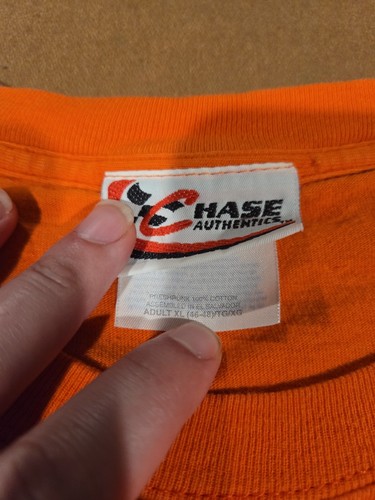 CHASE
AUTHENTICS
PRESHRUNK 100% COTTON
ASSEMBLED IN EL SALVADOR
ADULT XL (46-48)/TG/XG